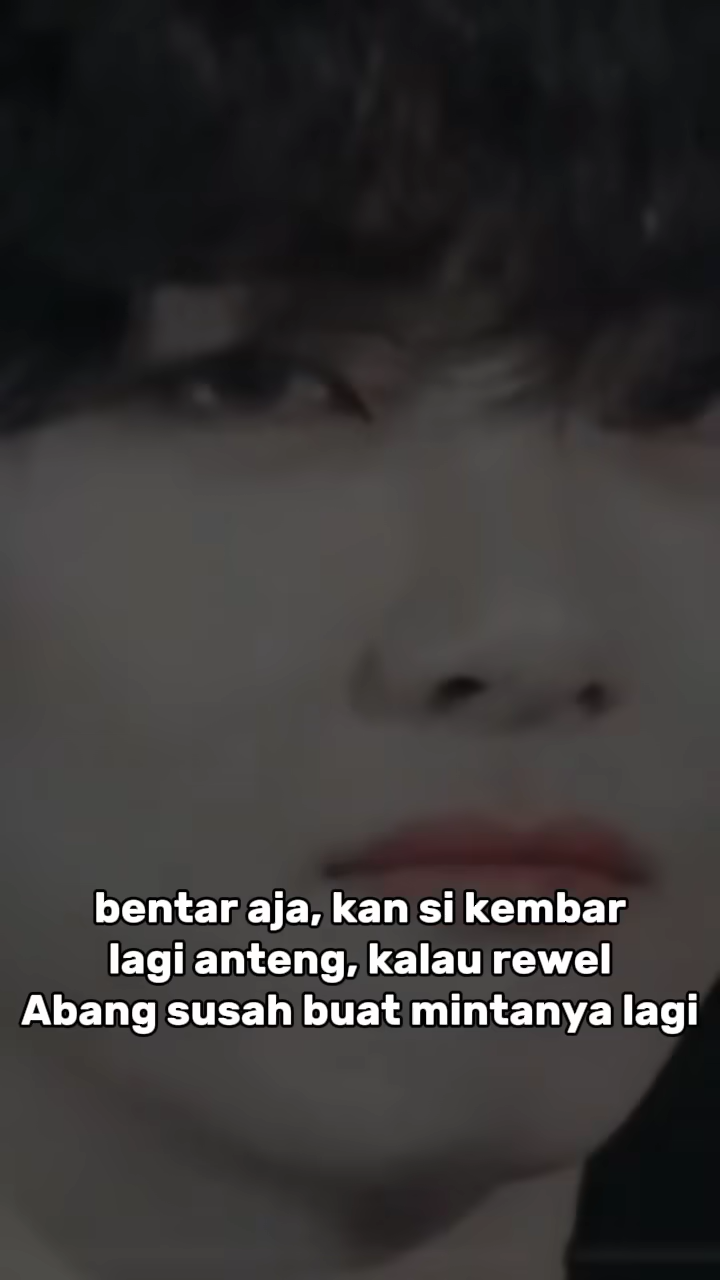 bentar aja, kan si kembar
lagi anteng, kalau rewel
Abang susah buat mintanya lagi